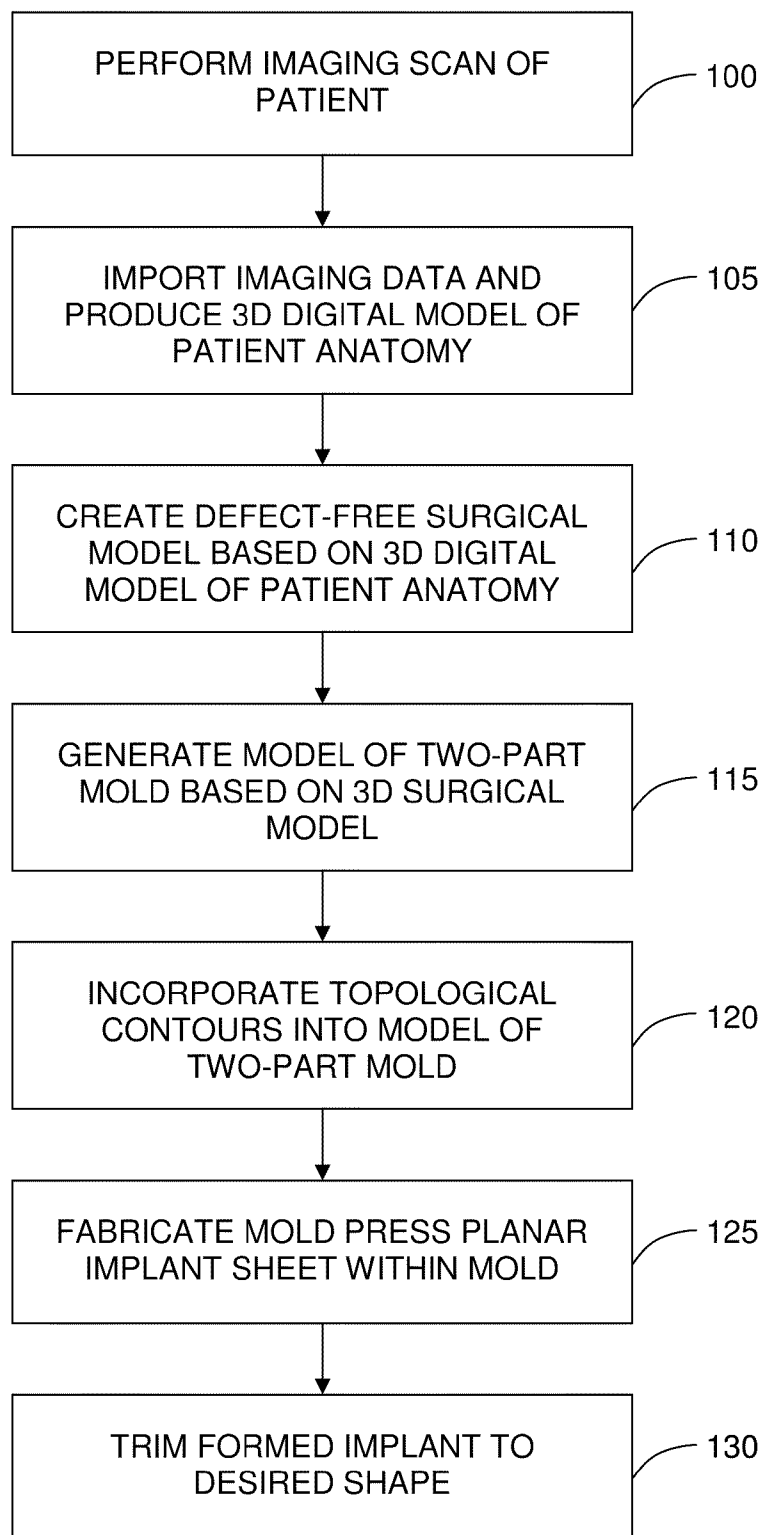 PERFORM IMAGING SCAN OF
PATIENT
100
IMPORT IMAGING DATA AND
PRODUCE 3D DIGITAL MODEL OF
PATIENT ANATOMY
105
CREATE DEFECT-FREE SURGICAL
MODEL BASED ON 3D DIGITAL
MODEL OF PATIENT ANATOMY
110
GENERATE MODEL OF TWO-PART
MOLD BASED ON 3D SURGICAL
MODEL
115
INCORPORATE TOPOLOGICAL
CONTOURS INTO MODEL OF
TWO-PART MOLD
120
FABRICATE MOLD PRESS PLANAR
IMPLANT SHEET WITHIN MOLD
125
TRIM FORMED IMPLANT TO
DESIRED SHAPE
130